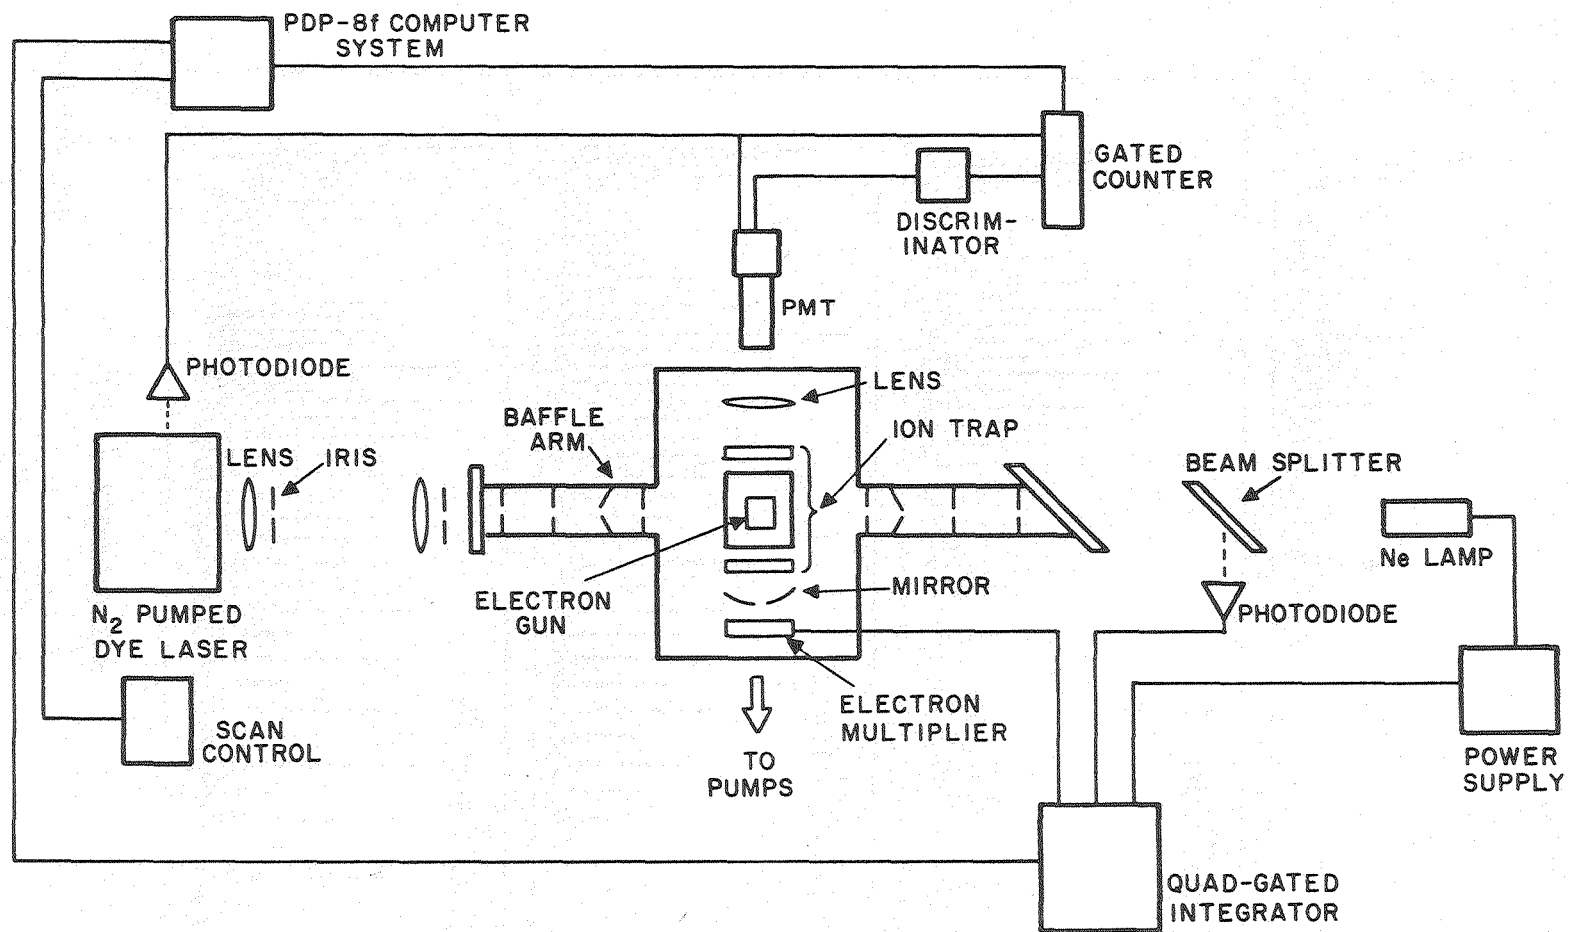 PDP-8f COMPUTER
SYSTEM
GATED
COUNTER
DISCRIM-
INATOR
PMT
PHOTODIODE
LENS
BAFFLE
ARM
ION TRAP
LENS IRIS
BEAM SPLITTER
Ne LAMP
ELECTRON
GUN
MIRROR
PHOTODIODE
N2 PUMPED
DYE LASER
ELECTRON
MULTIPLIER
SCAN
CONTROL
TO
PUMPS
POWER
SUPPLY
QUAD-GATED
INTEGRATOR